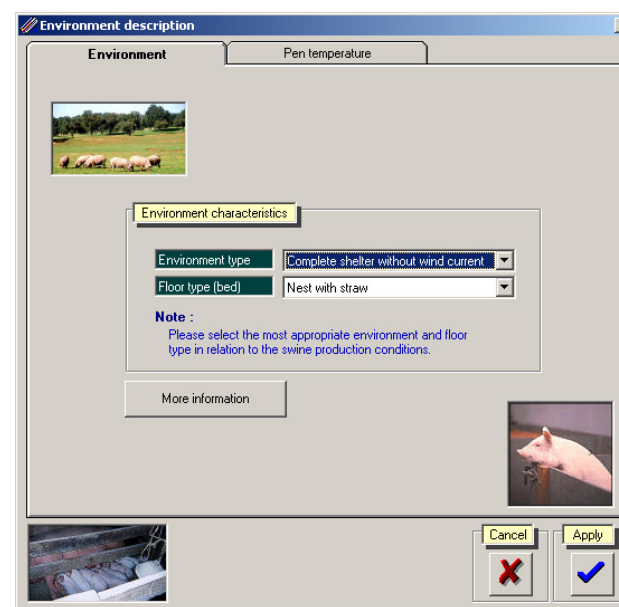 Environment description
Environment
Pen temperature
Environment characteristics
Environment type
Complete shelter without wind current
Floor type (bed)
Nest with straw
Note :
Please select the most appropriate environment and floor
type in relation to the swine production conditions.
More information
Cancel
Apply